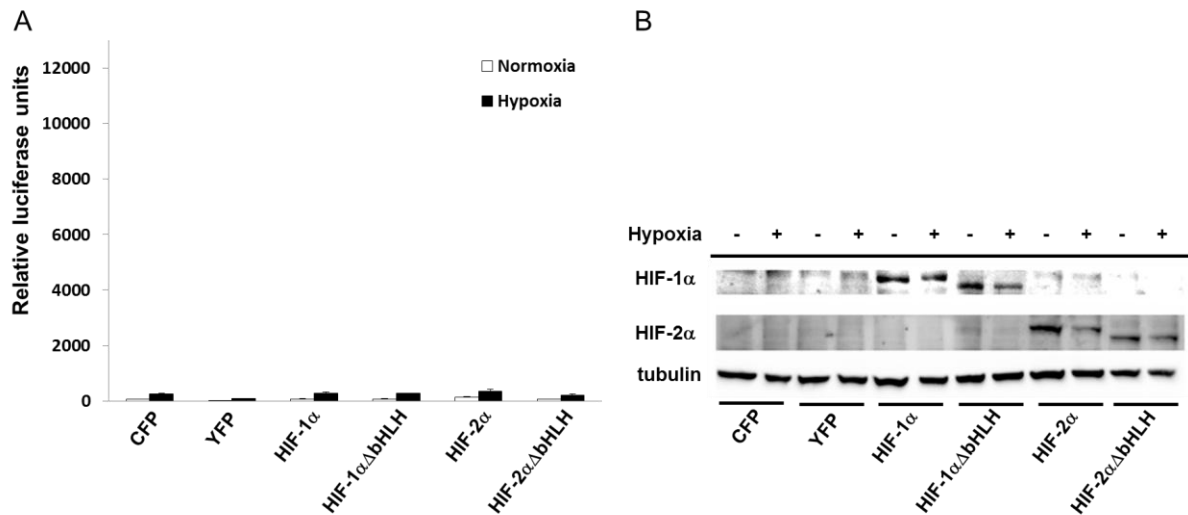 A
Relative luciferase units
12000
10000
8000
6000
4000
2000
0
Normoxia
Hypoxia
CFP
YFP
HIF-1α
HIF-1αΔbHLH
HIF-2α
HIF-2αΔbHLH
B
Hypoxia - + - + - + - + - + - +
HIF-1α
HIF-2α
tubulin
CFP
YFP
HIF-1α
HIF-1αΔbHLH
HIF-2α
HIF-2αΔbHLH